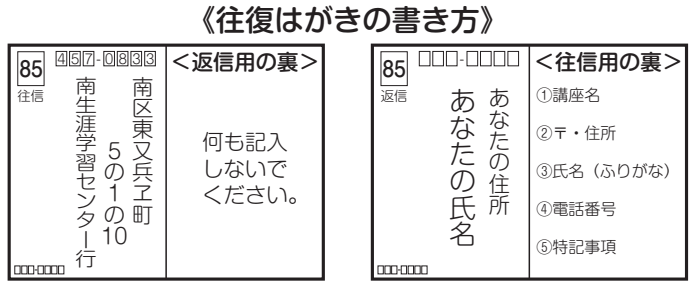 《往復はがきの書き方》
85
往信
457-0833
南区東又兵ヱ町
5の1の10
南生涯学習センター行
<返信用の裏>
何も記入
しないで
ください。
85
返信
□□□-□□□□
あなたの住所
あなたの氏名
<往信用の裏>
①講座名
②〒・住所
③氏名（ふりがな）
④電話番号
⑤特記事項